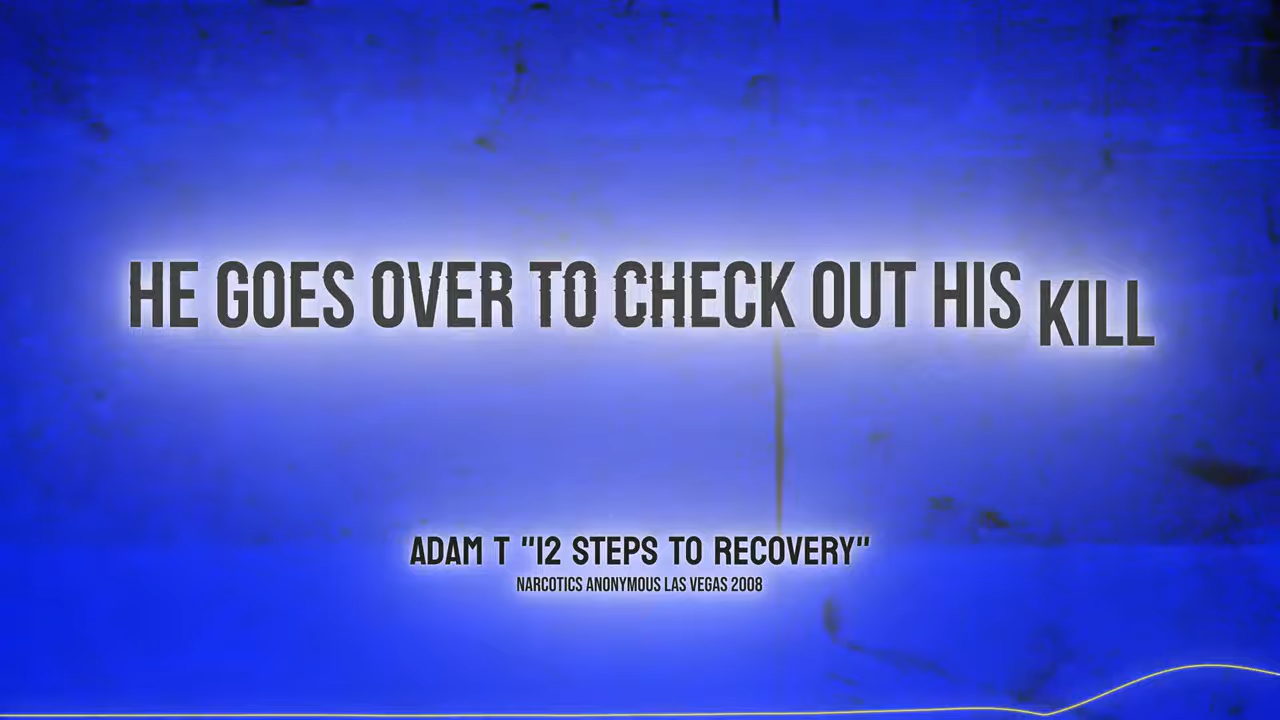 HE GOES OVER TO CHECK OUT HIS KILL
ADAM T "12 STEPS TO RECOVERY"
NARCOTICS ANONYMOUS LAS VEGAS 2008